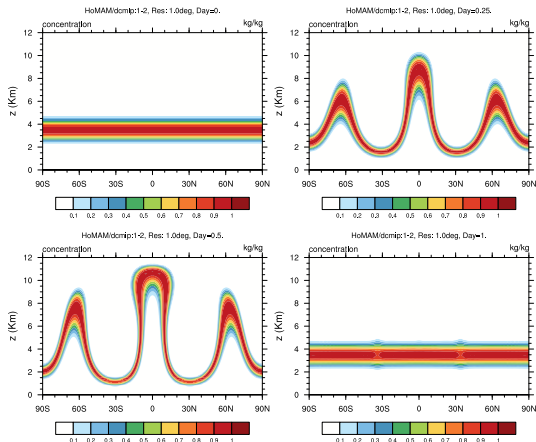 HoMAM/dcmip:1-2, Res: 1.0deg, Day=0.
concentration kg/kg
12
10
8
6
4
2
0
z (Km)
90S 60S 30S 0 30N 60N 90N
0.1 0.2 0.3 0.4 0.5 0.6 0.7 0.8 0.9 1
HoMAM/dcmip:1-2, Res: 1.0deg, Day=0.25.
concentration kg/kg
12
10
8
6
4
2
0
z (Km)
90S 60S 30S 0 30N 60N 90N
0.1 0.2 0.3 0.4 0.5 0.6 0.7 0.8 0.9 1
HoMAM/dcmip:1-2, Res: 1.0deg, Day=0.5.
concentration kg/kg
12
10
8
6
4
2
0
z (Km)
90S 60S 30S 0 30N 60N 90N
0.1 0.2 0.3 0.4 0.5 0.6 0.7 0.8 0.9 1
HoMAM/dcmip:1-2, Res: 1.0deg, Day=1.
concentration kg/kg
12
10
8
6
4
2
0
z (Km)
90S 60S 30S 0 30N 60N 90N
0.1 0.2 0.3 0.4 0.5 0.6 0.7 0.8 0.9 1